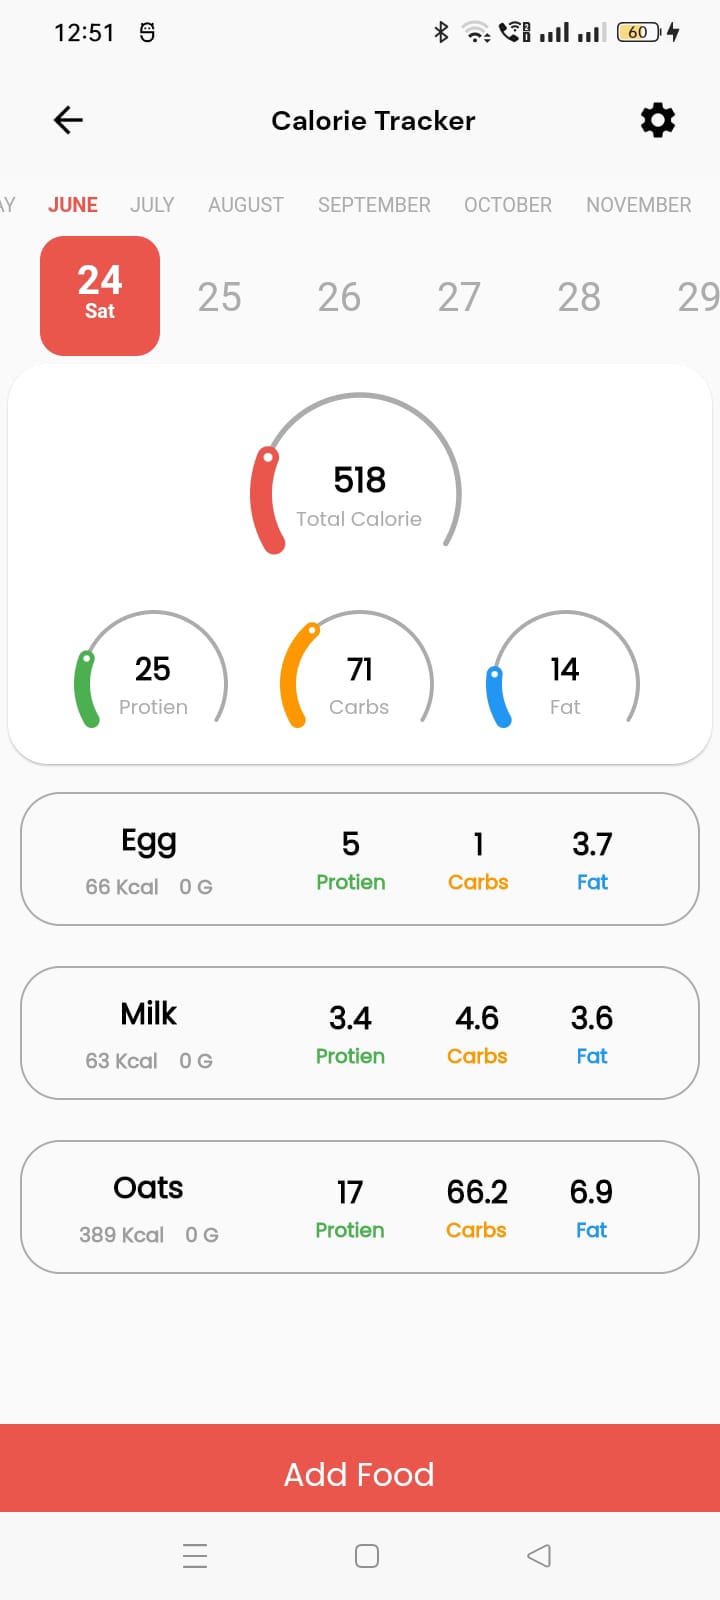 12:51 60
Calorie Tracker
AY JUNE JULY AUGUST SEPTEMBER OCTOBER NOVEMBER
24 25 26 27 28 29
Sat
518
Total Calorie
25 71 14
Protien Carbs Fat
Egg 5 1 3.7
66 Kcal 0 G Protien Carbs Fat
Milk 3.4 4.6 3.6
63 Kcal 0 G Protien Carbs Fat
Oats 17 66.2 6.9
389 Kcal 0 G Protien Carbs Fat
Add Food